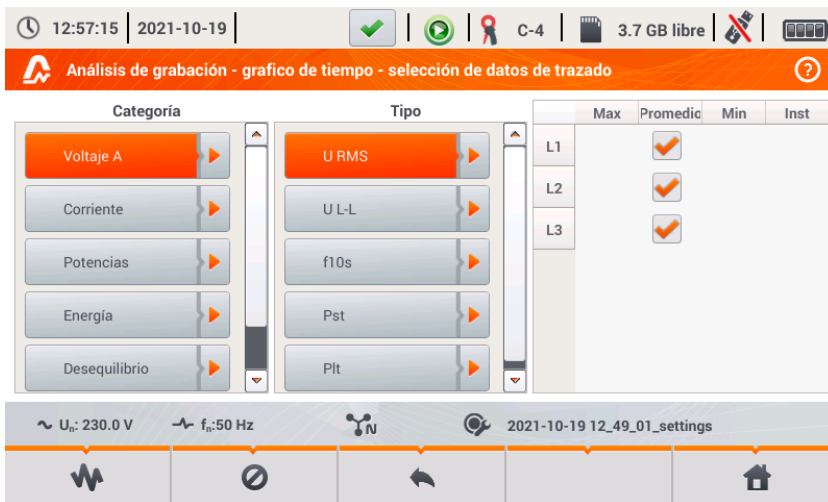 12:57:15 2021-10-19 C-4 3.7 GB libre
Análisis de grabación - grafico de tiempo - selección de datos de trazado ?
Categoría
Voltaje A
Corriente
Potencias
Energía
Desequilibrio
Tipo
U RMS
U L-L
f10s
Pst
Plt
Max Promedio Min Inst
L1
L2
L3
Un: 230.0 V fn:50 Hz N 2021-10-19 12_49_01_settings